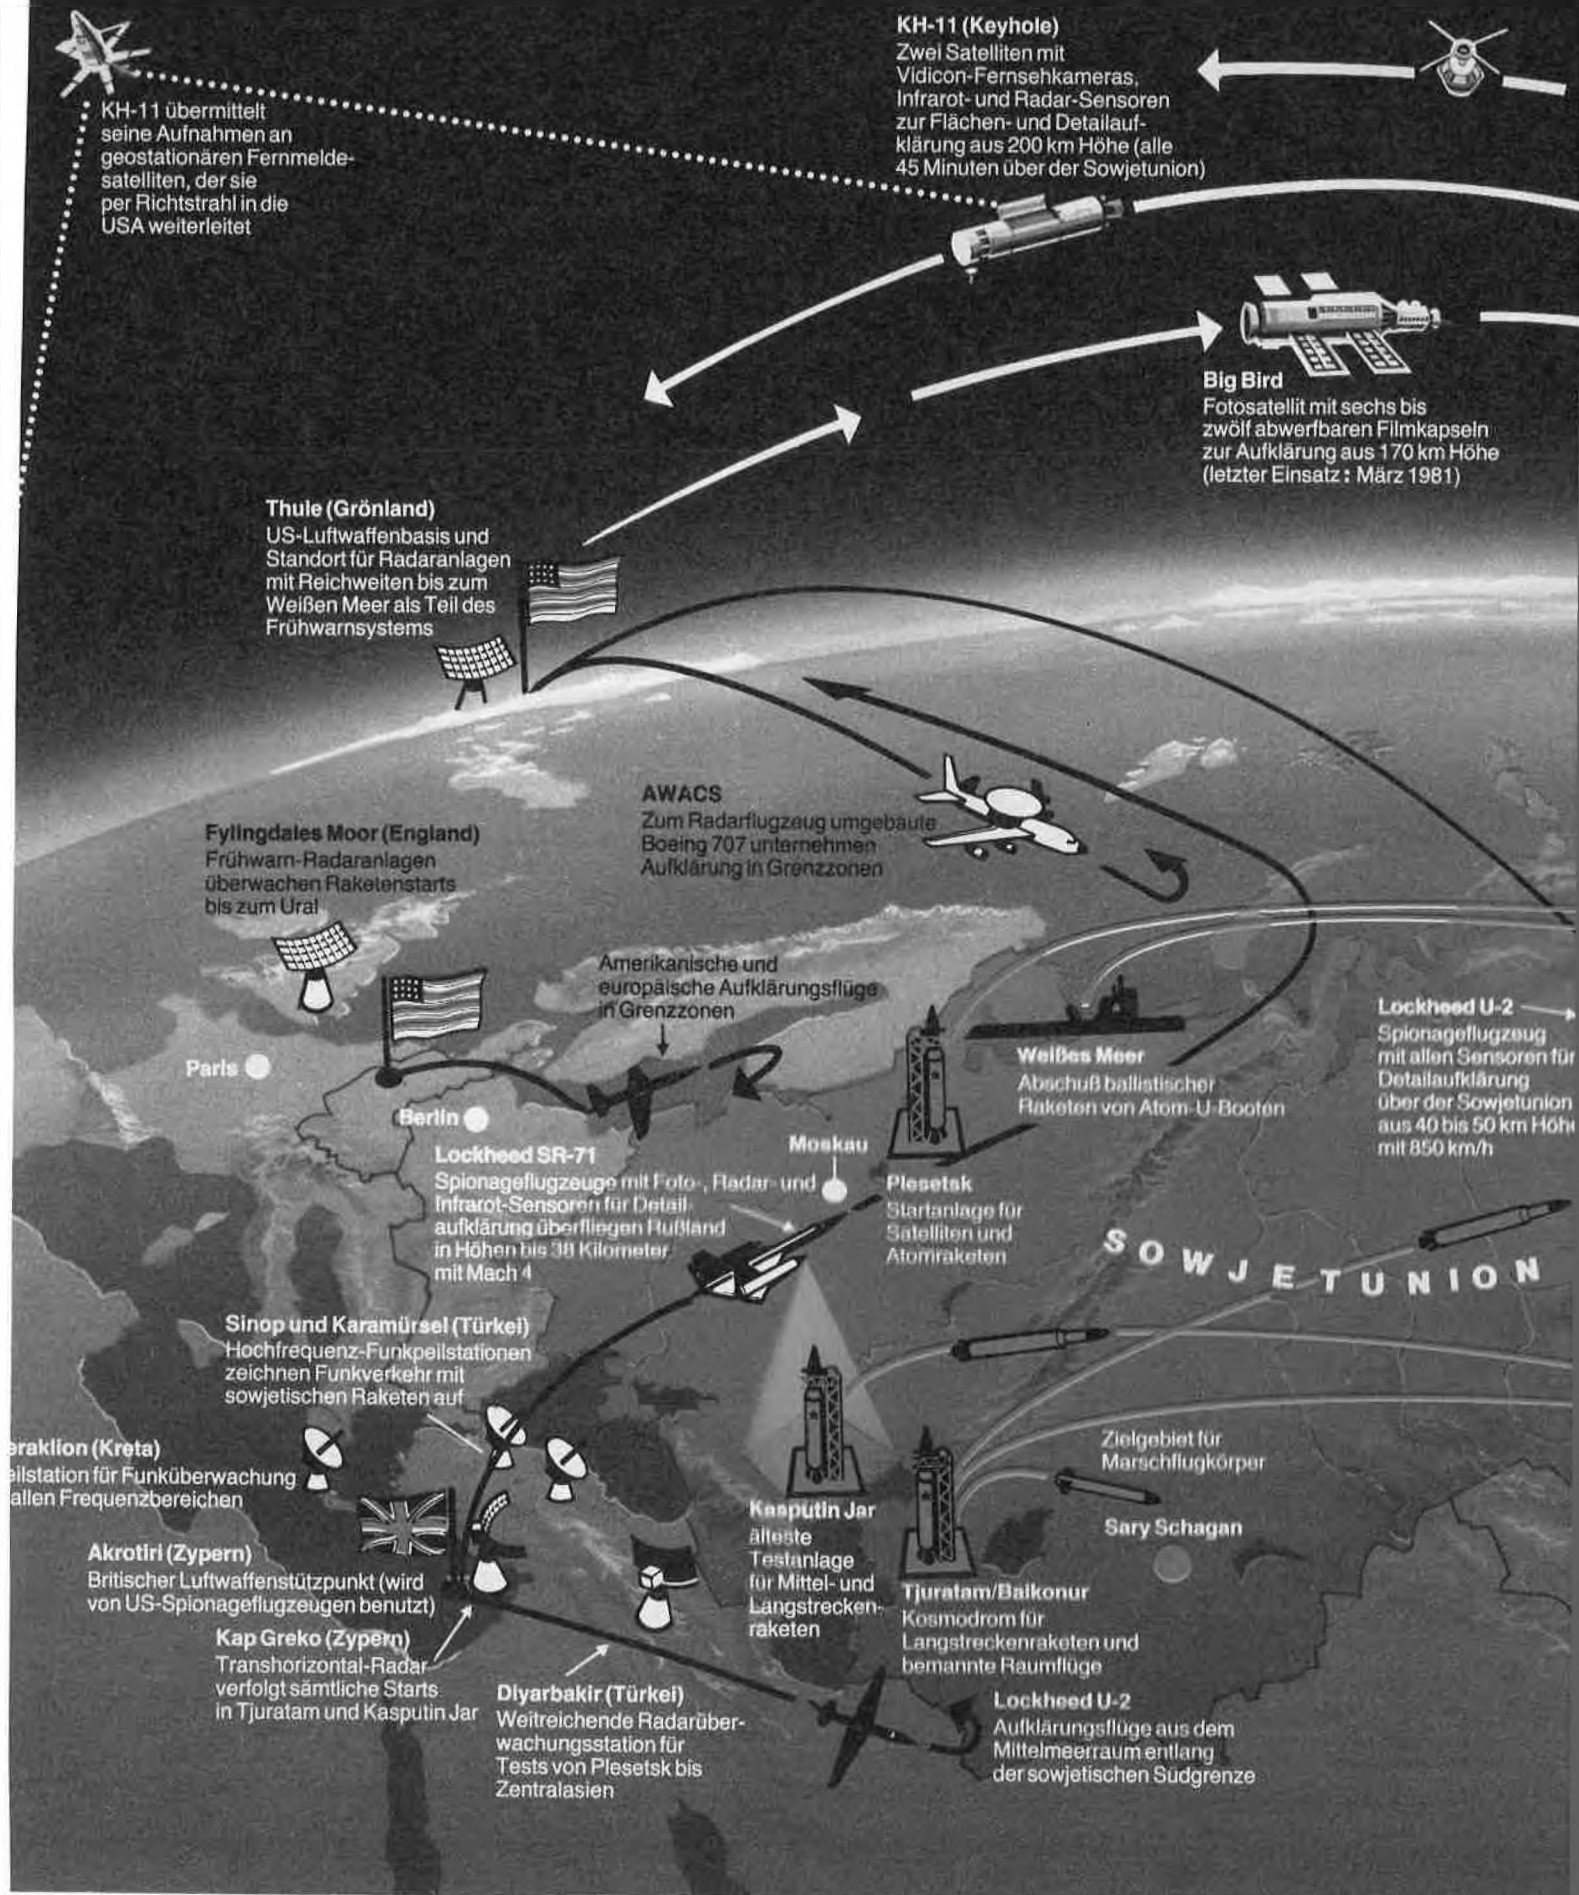 KH-11 (Keyhole)
Zwei Satelliten mit
Vidicon-Fernsehkameras,
Infrarot- und Radar-Sensoren
zur Flächen- und Detailauf-
klärung aus 200 km Höhe (alle
45 Minuten über der Sowjetunion)
KH-11 übermittelt
seine Aufnahmen an
geostationären Fernmelde-
satelliten, der sie
per Richtstrahl in die
USA weiterleitet
Big Bird
Fotosatellit mit sechs bis
zwölf abwerfbaren Filmkapseln
zur Aufklärung aus 170 km Höhe
(letzter Einsatz: März 1981)
Thule (Grönland)
US-Luftwaffenbasis und
Standort für Radaranlagen
mit Reichweiten bis zum
Weißen Meer als Teil des
Frühwarnsystems
AWACS
Zum Radarflugzeug umgebaute
Boeing 707 unternehmen
Aufklärung in Grenzzonen
Fylingdales Moor (England)
Frühwarn-Radaranlagen
überwachen Raketenstarts
bis zum Ural
Amerikanische und
europäische Aufklärungsflüge
in Grenzzonen
Lockheed U-2
Spionageflugzeug
mit allen Sensoren für
Detailaufklärung
über der Sowjetunion
aus 40 bis 50 km Höh
mit 850 km/h
Weißes Meer
Abschuß ballistischer
Raketen von Atom-U-Booten
Paris
Berlin
Moskau
Lockheed SR-71
Spionageflugzeuge mit Foto-, Radar- und
Infrarot-Sensoren für Detail-
aufklärung überfliegen Rußland
in Höhen bis 38 Kilometer
mit Mach 4
Plesetsk
Startanlage für
Satelliten und
Atomraketen
SOWJETUNION
Sinop und Karamürsel (Türkei)
Hochfrequenz-Funkpeilstationen
zeichnen Funkverkehr mit
sowjetischen Raketen auf
eraklion (Kreta)
eilstation für Funküberwachung
allen Frequenzbereichen
Zielgebiet für
Marschflugkörper
Sary Schagan
Kasputin Jar
älteste
Testanlage
für Mittel- und
Langstrecken-
raketen
Akrotiri (Zypern)
Britischer Luftwaffenstützpunkt (wird
von US-Spionageflugzeugen benutzt)
Tjuratam/Baikonur
Kosmodrom für
Langstreckenraketen und
bemannte Raumflüge
Kap Greko (Zypern)
Transhorizontal-Radar
verfolgt sämtliche Starts
in Tjuratam und Kasputin Jar
Diyarbakir (Türkei)
Weitreichende Radarüber-
wachungsstation für
Tests von Plesetsk bis
Zentralasien
Lockheed U-2
Aufklärungsflüge aus dem
Mittelmeerraum entlang
der sowjetischen Südgrenze